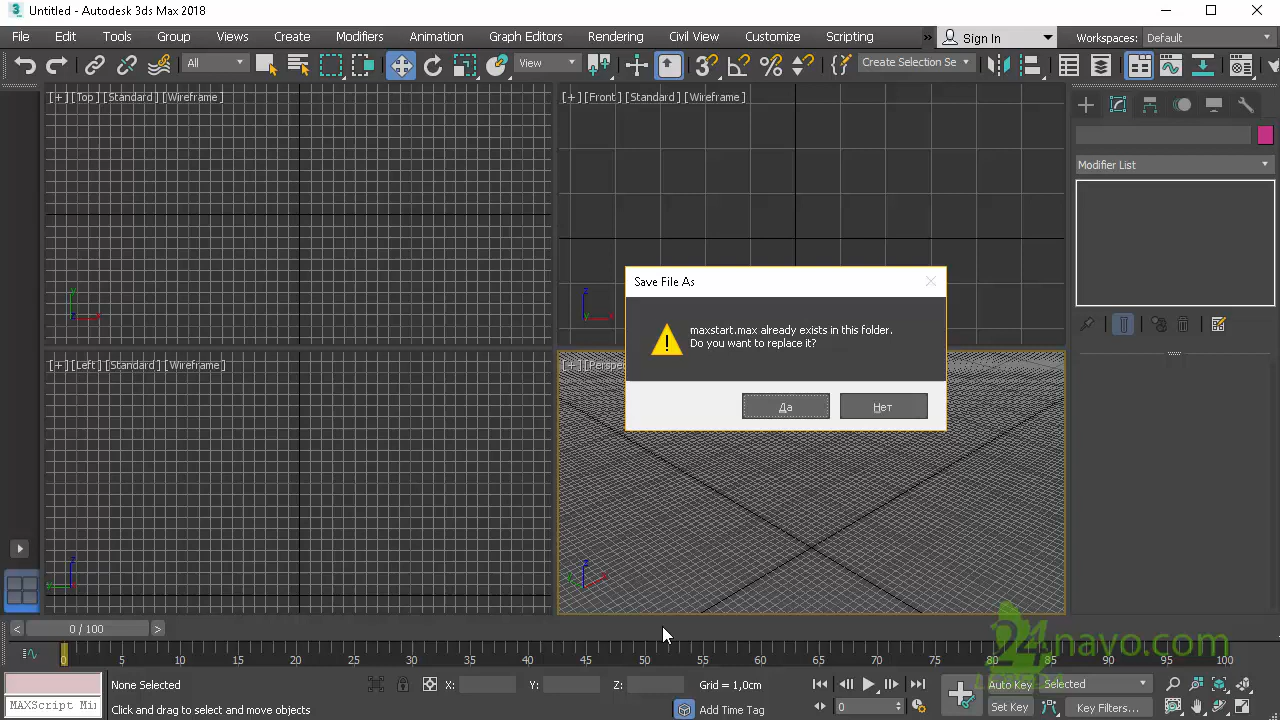 Untitled - Autodesk 3ds Max 2018
File Edit Tools Group Views Create Modifiers Animation Graph Editors Rendering Civil View Customize Scripting » Sign In Workspaces: Default
All View Create Selection Se
[+] [Top] [Standard] [Wireframe]
[+] [Front] [Standard] [Wireframe]
Modifier List
Save File As
maxstart.max already exists in this folder.
Do you want to replace it?
Да Нет
[+] [Left] [Standard] [Wireframe]
[+] [Perspe
z x y
z x y
z x y
z x y
< 0 / 100 >
24navo.com
0 5 10 15 20 25 30 35 40 45 50 55 60 65 70 75 80 85 90 95 100
None Selected X: Y: Z: Grid = 1,0cm Auto Key Selected
MAXScript Mi Click and drag to select and move objects Add Time Tag 0 Set Key Key Filters...